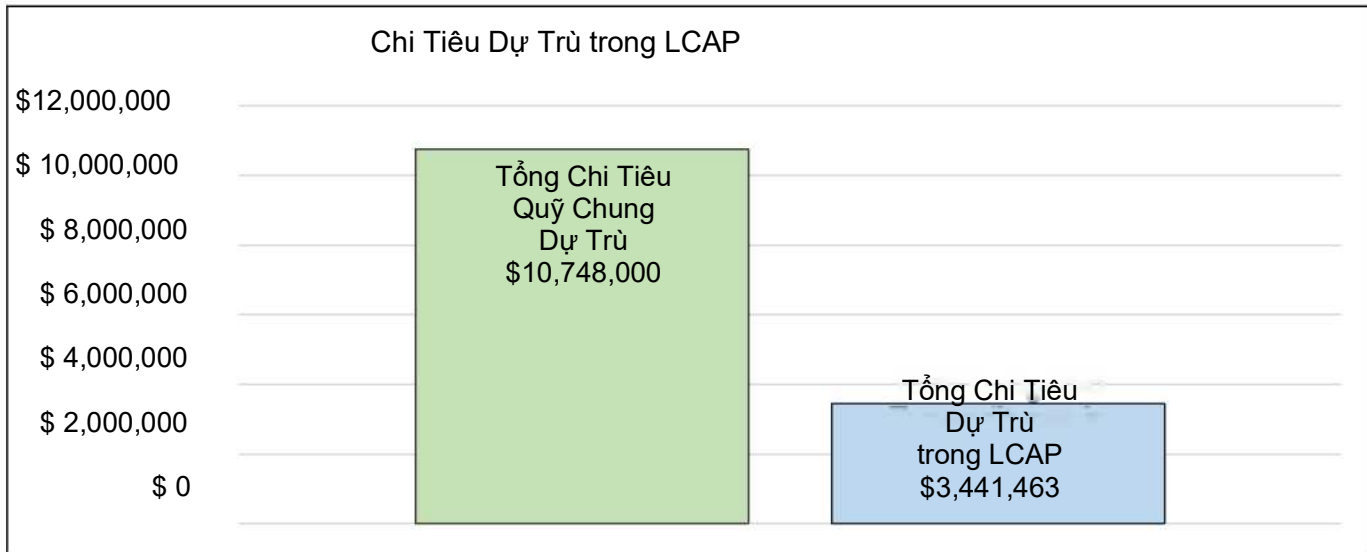 Chi Tiêu Dự Trù trong LCAP
$12,000,000
$ 10,000,000
$ 8,000,000
$ 6,000,000
$ 4,000,000
$ 2,000,000
$ 0
Tổng Chi Tiêu
Quỹ Chung
Dự Trù
$10,748,000
Tổng Chi Tiêu
Dự Trù
trong LCAP
$3,441,463